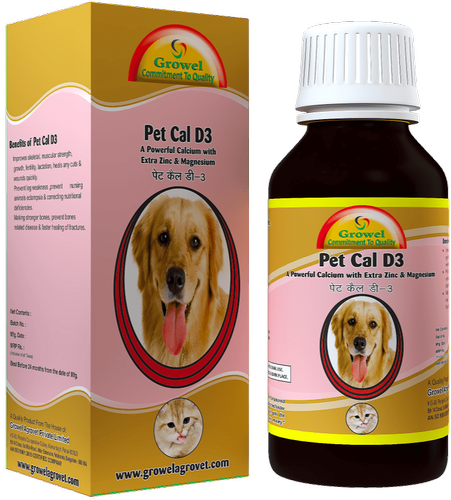 Growel
Commitment To Quality
Pet Cal D3
A Powerful Calcium with
Extra Zinc & Magnesium
पेट कैल डी-3
www.growelagrovet.com
Benefits of Pet Cal D3
Improves skeletal, muscular strength,
growth, fertility, lactation, heals any cuts &
wounds quickly.
Prevent leg weakness, prevent nursing
animals eclampsia & correcting nutritional
deficiencies.
Making stronger bones, prevent bones
related disease & faster healing of fractures.
Net Contents :
Batch No. :
Mfg. Date :
MRP Rs. :
Best Before 24 months from the date of Mfg.
A Quality Product From The House of:
Growel Agrovet Private Limited.
Growel
Commitment To Quality
Pet Cal D3
A Powerful Calcium with Extra Zinc & Magnesium
पेट कैल डी-3
www.growelagrovet.com